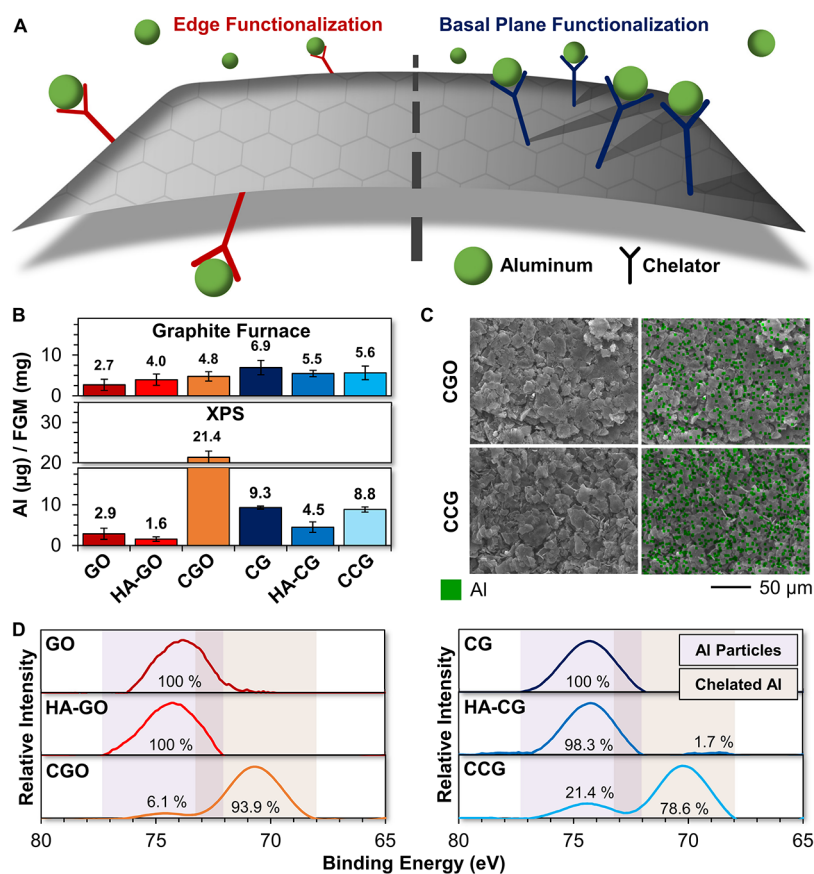 A
Edge Functionalization
Basal Plane Functionalization
Aluminum
Chelator
B
Graphite Furnace
Al (µg) / FGM (mg)
10
0
2.7
4.0
4.8
6.9
5.5
5.6
XPS
30
20
10
0
2.9
1.6
21.4
9.3
4.5
8.8
GO
HA-GO
CGO
CG
HA-CG
CCG
C
CGO
CCG
Al
50 µm
D
Relative Intensity
GO
100 %
HA-GO
100 %
CGO
6.1 %
93.9 %
80
75
70
65
Relative Intensity
CG
100 %
Al Particles
Chelated Al
HA-CG
98.3 %
1.7 %
CCG
21.4 %
78.6 %
80
75
70
65
Binding Energy (eV)